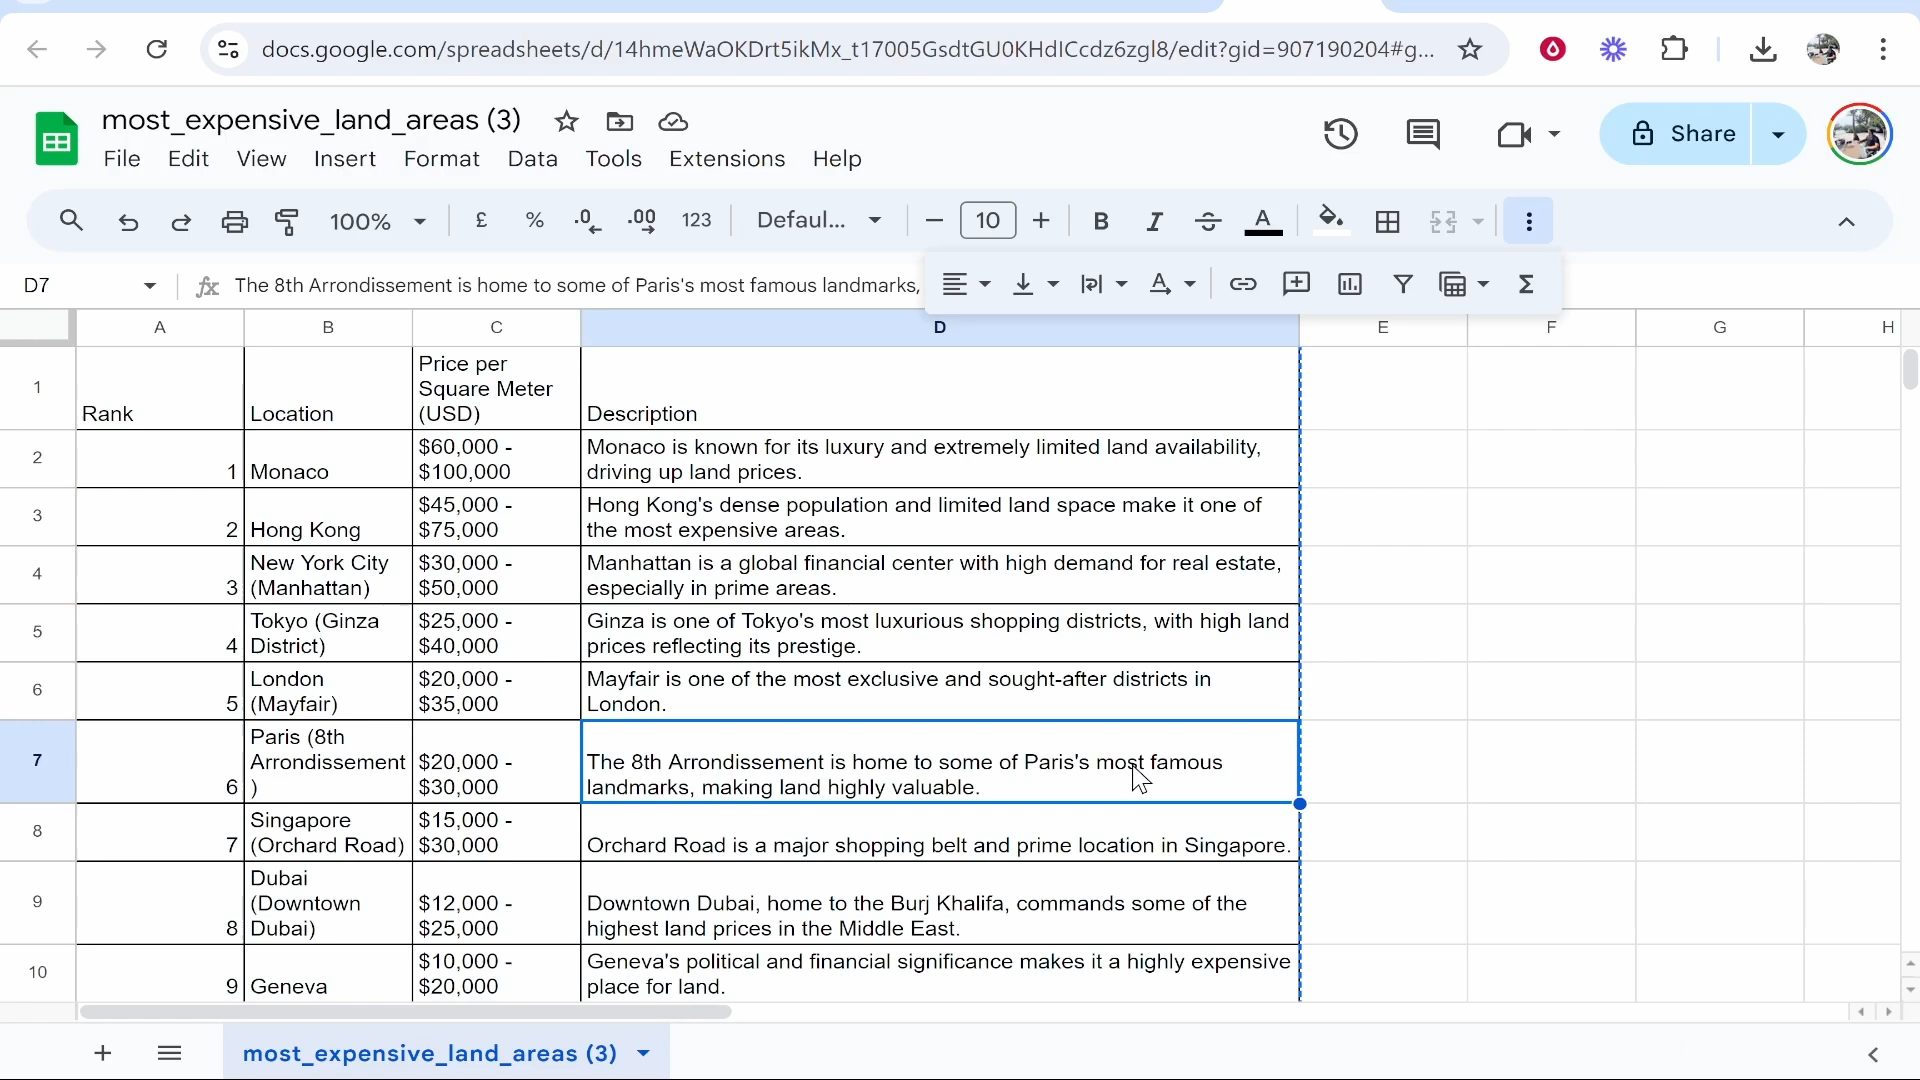 docs.google.com/spreadsheets/d/14hmeWaOKDrt5ikMx_t17005GsdtGU0KHdICcdz6zgl8/edit?gid=907190204#g...
most_expensive_land_areas (3)
File Edit View Insert Format Data Tools Extensions Help
Share
100% £ % .0 .00 123 Defaul... 10 B I A
D7 fx The 8th Arrondissement is home to some of Paris's most famous landmarks,
A B C D E F G H
1 Rank Location Price per
Square Meter
(USD) Description
2 1 Monaco $60,000 -
$100,000 Monaco is known for its luxury and extremely limited land availability,
driving up land prices.
3 2 Hong Kong $45,000 -
$75,000 Hong Kong's dense population and limited land space make it one of
the most expensive areas.
4 3 New York City
(Manhattan) $30,000 -
$50,000 Manhattan is a global financial center with high demand for real estate,
especially in prime areas.
5 4 Tokyo (Ginza
District) $25,000 -
$40,000 Ginza is one of Tokyo's most luxurious shopping districts, with high land
prices reflecting its prestige.
6 5 London
(Mayfair) $20,000 -
$35,000 Mayfair is one of the most exclusive and sought-after districts in
London.
7 6 Paris (8th
Arrondissement
) $20,000 -
$30,000 The 8th Arrondissement is home to some of Paris's most famous
landmarks, making land highly valuable.
8 7 Singapore
(Orchard Road) $15,000 -
$30,000 Orchard Road is a major shopping belt and prime location in Singapore.
9 8 Dubai
(Downtown
Dubai) $12,000 -
$25,000 Downtown Dubai, home to the Burj Khalifa, commands some of the
highest land prices in the Middle East.
10 9 Geneva $10,000 -
$20,000 Geneva's political and financial significance makes it a highly expensive
place for land.
most_expensive_land_areas (3)